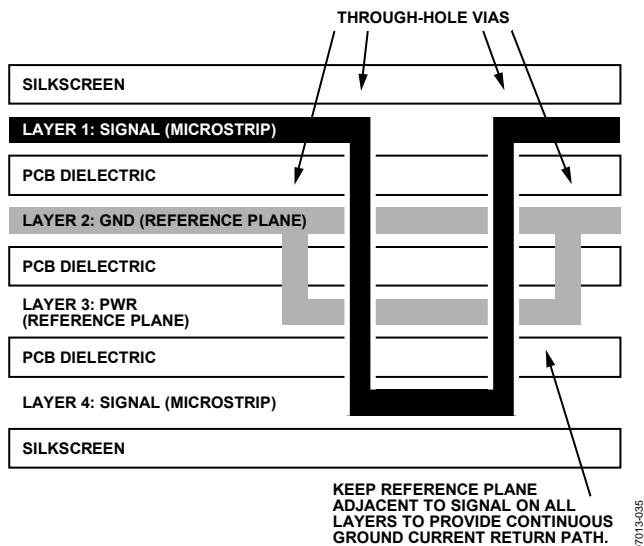 THROUGH-HOLE VIAS
SILKSCREEN
LAYER 1: SIGNAL (MICROSTRIP)
PCB DIELECTRIC
LAYER 2: GND (REFERENCE PLANE)
PCB DIELECTRIC
LAYER 3: PWR
(REFERENCE PLANE)
PCB DIELECTRIC
LAYER 4: SIGNAL (MICROSTRIP)
SILKSCREEN
KEEP REFERENCE PLANE
ADJACENT TO SIGNAL ON ALL
LAYERS TO PROVIDE CONTINUOUS
GROUND CURRENT RETURN PATH.
7013-035